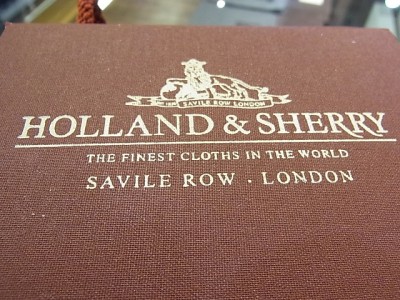 SAVILE ROW LONDON
HOLLAND & SHERRY
THE FINEST CLOTHS IN THE WORLD
SAVILE ROW . LONDON